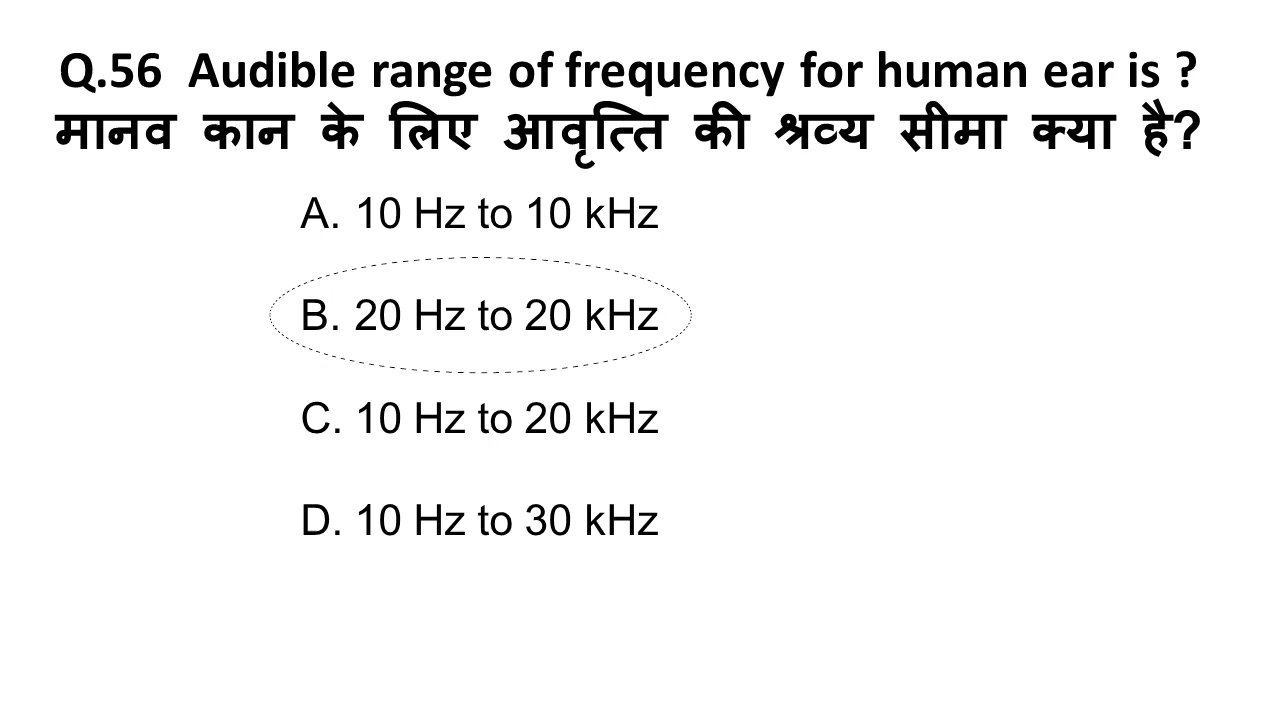 Q.56 Audible range of frequency for human ear is ?
मानव कान के लिए आवृत्ति की श्रव्य सीमा क्या है?
A. 10 Hz to 10 kHz
B. 20 Hz to 20 kHz
C. 10 Hz to 20 kHz
D. 10 Hz to 30 kHz